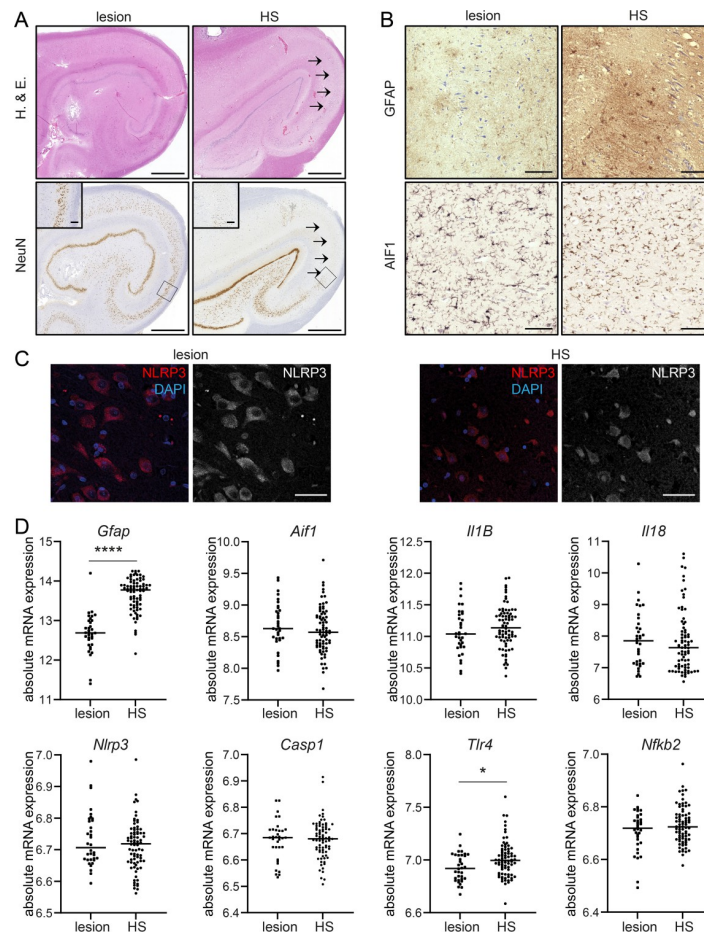 A
lesion
HS
H. & E.
NeuN
B
lesion
HS
GFAP
AIF1
C
lesion
NLRP3
DAPI
NLRP3
HS
NLRP3
DAPI
NLRP3
D
Gfap
absolute mRNA expression
15
14
13
12
11
****
lesion
HS
Aif1
absolute mRNA expression
10.0
9.5
9.0
8.5
8.0
7.5
lesion
HS
Il1B
absolute mRNA expression
12.5
12.0
11.5
11.0
10.5
10.0
lesion
HS
Il18
absolute mRNA expression
11
10
9
8
7
6
lesion
HS
Nlrp3
absolute mRNA expression
7.0
6.9
6.8
6.7
6.6
6.5
lesion
HS
Casp1
absolute mRNA expression
7.0
6.9
6.8
6.7
6.6
6.5
6.4
lesion
HS
Tlr4
absolute mRNA expression
8.0
7.5
7.0
6.6
*
lesion
HS
Nfkb2
absolute mRNA expression
7.0
6.8
6.6
6.4
lesion
HS